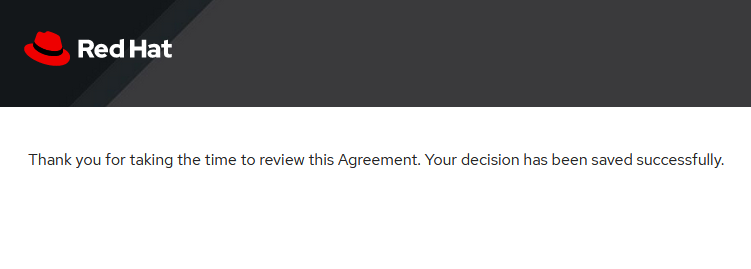 Red Hat
Thank you for taking the time to review this Agreement. Your decision has been saved successfully.